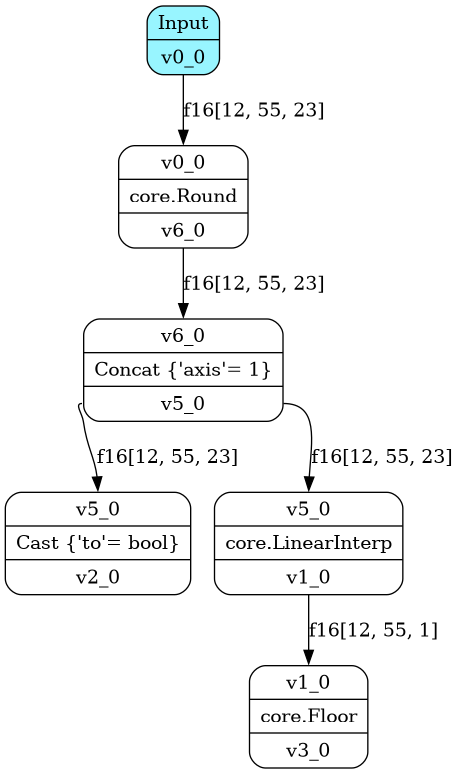 Input
v0_0
f16[12, 55, 23]
v0_0
core.Round
v6_0
f16[12, 55, 23]
v6_0
Concat {'axis'= 1}
v5_0
f16[12, 55, 23]
f16[12, 55, 23]
v5_0
Cast {'to'= bool}
v2_0
v5_0
core.LinearInterp
v1_0
f16[12, 55, 1]
v1_0
core.Floor
v3_0